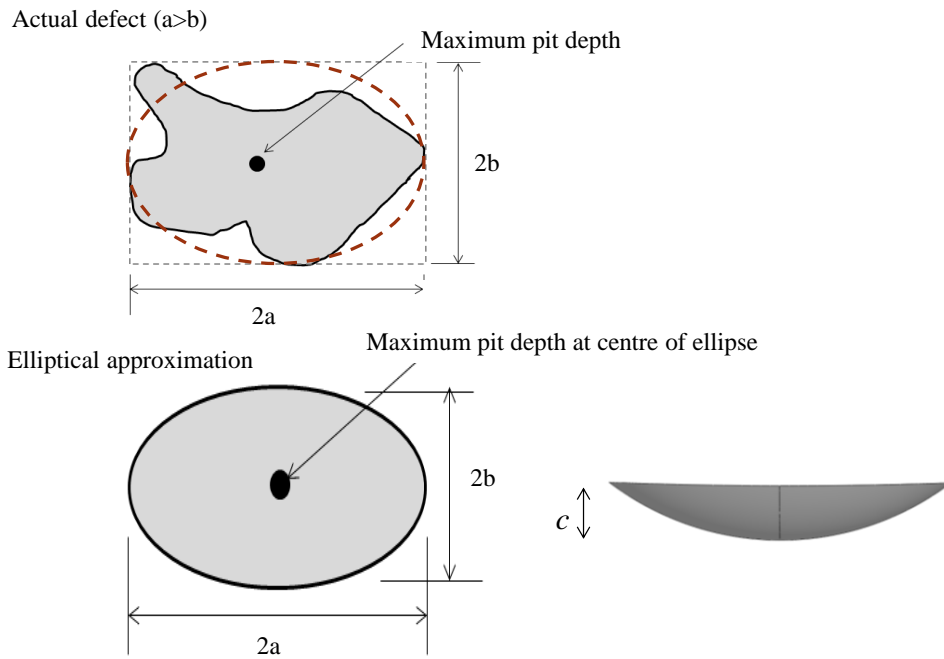 Actual defect (a>b)
Maximum pit depth
2b
2a
Maximum pit depth at centre of ellipse
Elliptical approximation
2b
c
2a